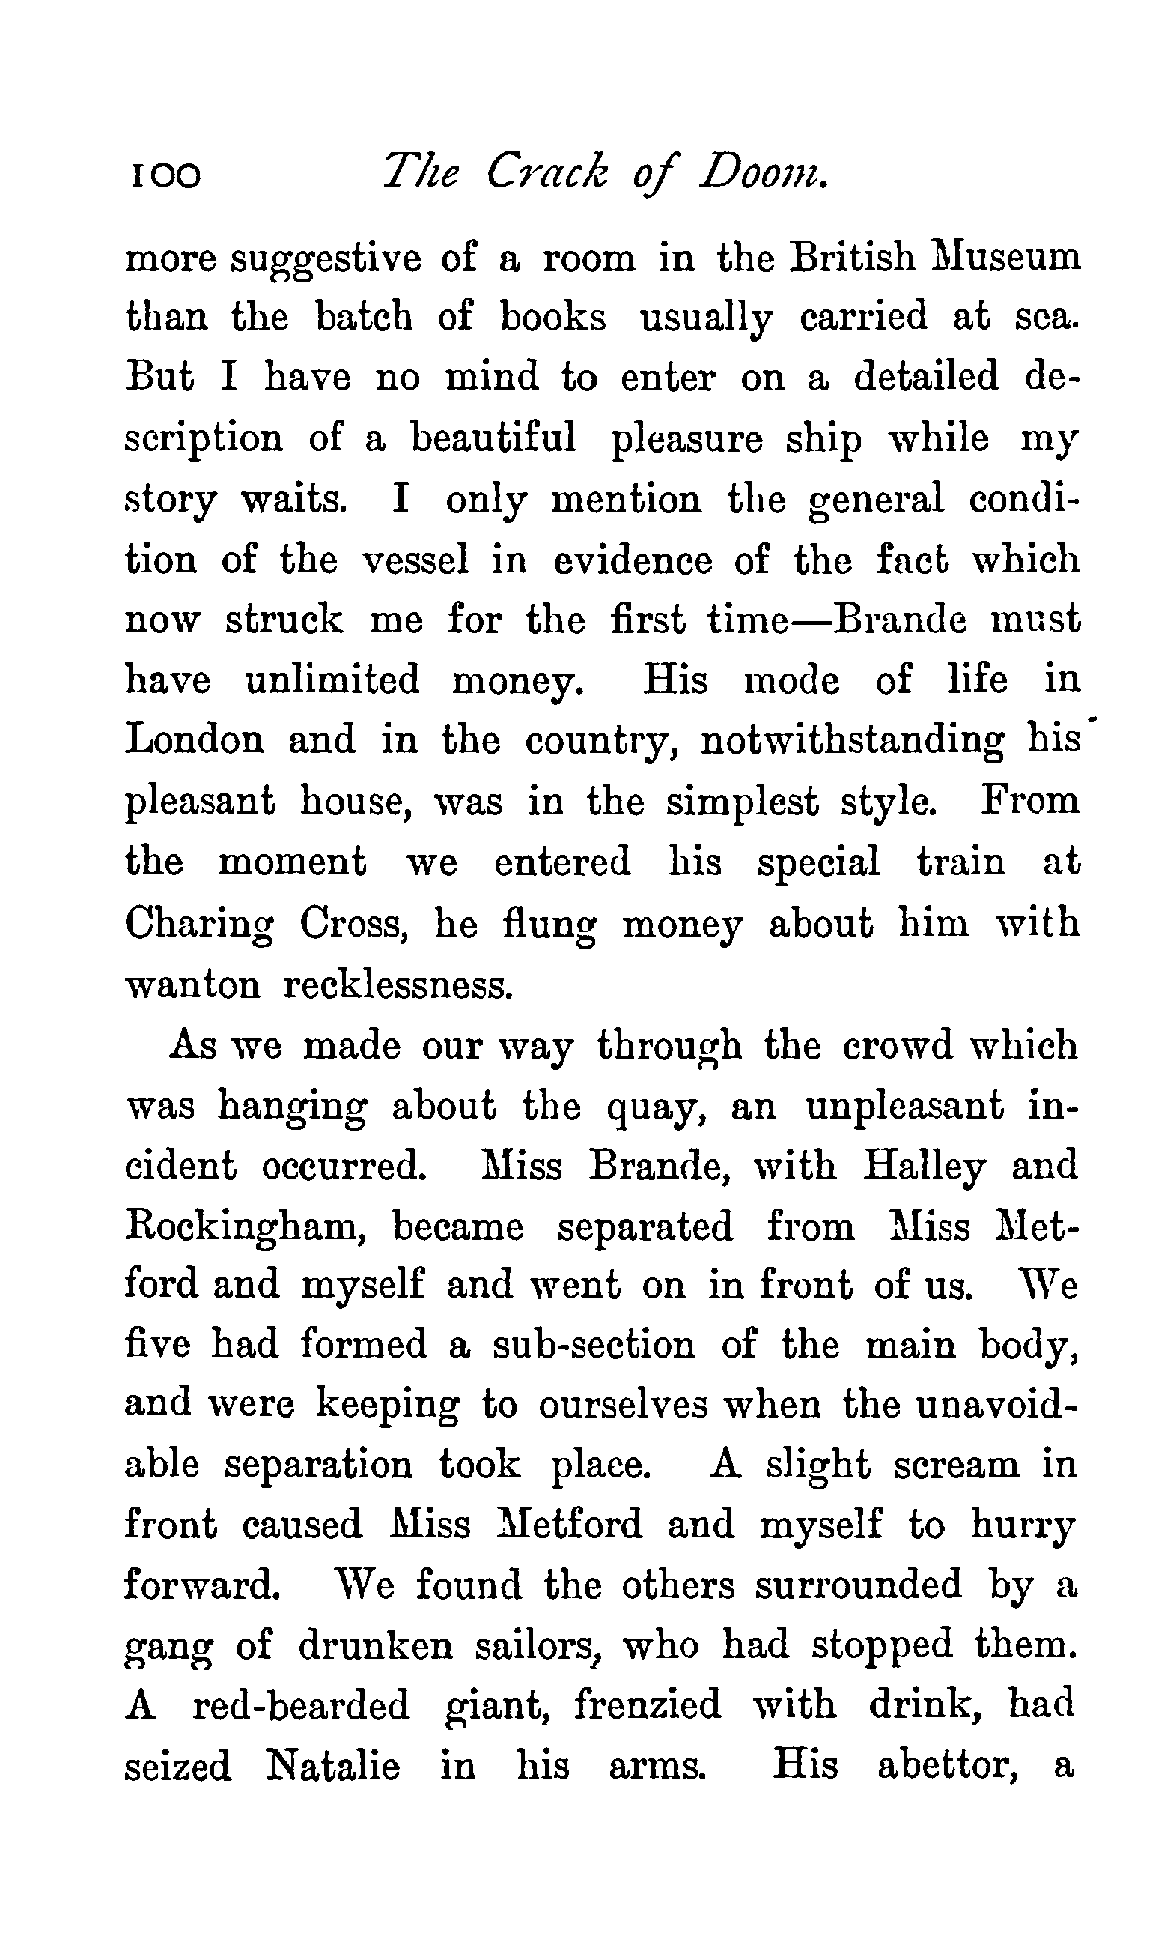 100 The Crack of Doom.
more suggestive of a room in the British Museum
than the batch of books usually carried at sea.
But I have no mind to enter on a detailed de-
scription of a beautiful pleasure ship while my
story waits. I only mention the general condi-
tion of the vessel in evidence of the fact which
now struck me for the first time—Brande must
have unlimited money. His mode of life in
London and in the country, notwithstanding his
pleasant house, was in the simplest style. From
the moment we entered his special train at
Charing Cross, he flung money about him with
wanton recklessness.
As we made our way through the crowd which
was hanging about the quay, an unpleasant in-
cident occurred. Miss Brande, with Halley and
Rockingham, became separated from Miss Met-
ford and myself and went on in front of us. We
five had formed a sub-section of the main body,
and were keeping to ourselves when the unavoid-
able separation took place. A slight scream in
front caused Miss Metford and myself to hurry
forward. We found the others surrounded by a
gang of drunken sailors, who had stopped them.
A red-bearded giant, frenzied with drink, had
seized Natalie in his arms. His abettor, a